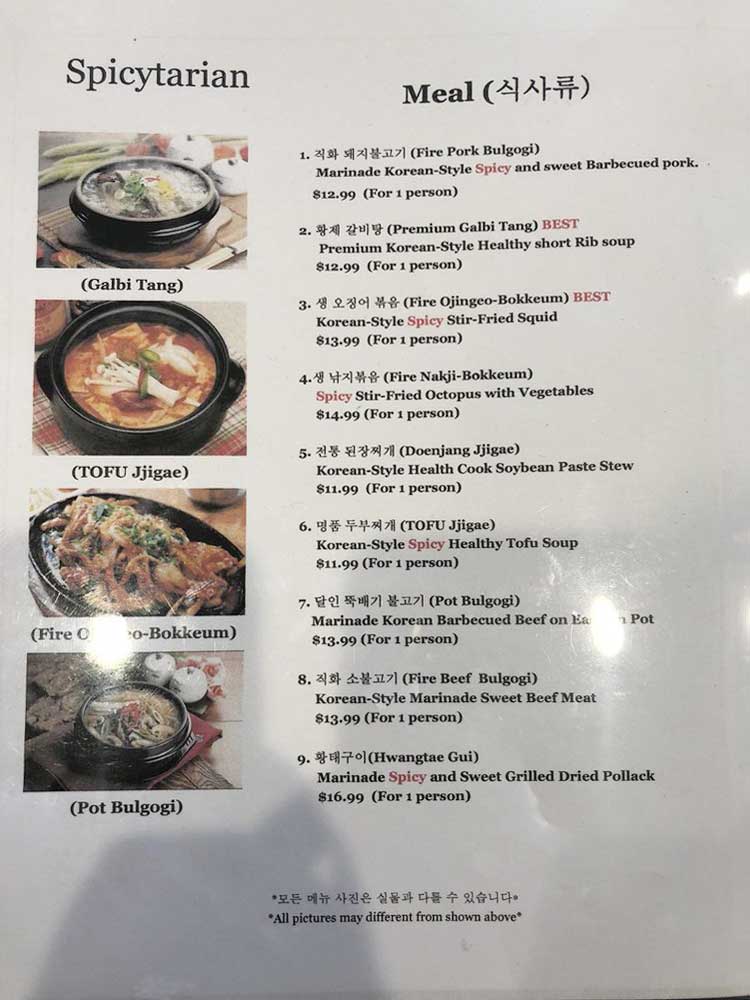 Spicytarian
Meal (식사류)
(Galbi Tang)
(TOFU Jjigae)
(Fire Ojingeo-Bokkeum)
(Pot Bulgogi)
1. 직화 돼지불고기 (Fire Pork Bulgogi)
Marinade Korean-Style Spicy and sweet Barbecued pork.
$12.99 (For 1 person)
2. 황제 갈비탕 (Premium Galbi Tang) BEST
Premium Korean-Style Healthy short Rib soup
$12.99 (For 1 person)
3. 생 오징어 볶음 (Fire Ojingeo-Bokkeum) BEST
Korean-Style Spicy Stir-Fried Squid
$13.99 (For 1 person)
4.생 낚지볶음 (Fire Nakji-Bokkeum)
Spicy Stir-Fried Octopus with Vegetables
$14.99 (For 1 person)
5. 전통 된장찌개 (Doenjang Jjigae)
Korean-Style Health Cook Soybean Paste Stew
$11.99 (For 1 person)
6. 명품 두부찌개 (TOFU Jjigae)
Korean-Style Spicy Healthy Tofu Soup
$11.99 (For 1 person)
7. 달인 뚝배기 불고기 (Pot Bulgogi)
Marinade Korean Barbecued Beef on Pot
$13.99 (For 1 person)
8. 직화 소불고기 (Fire Beef Bulgogi)
Korean-Style Marinade Sweet Beef Meat
$13.99 (For 1 person)
9. 황태구이(Hwangtae Gui)
Marinade Spicy and Sweet Grilled Dried Pollack
$16.99 (For 1 person)
*모든 메뉴 사진은 실물과 다를 수 있습니다*
*All pictures may different from shown above*